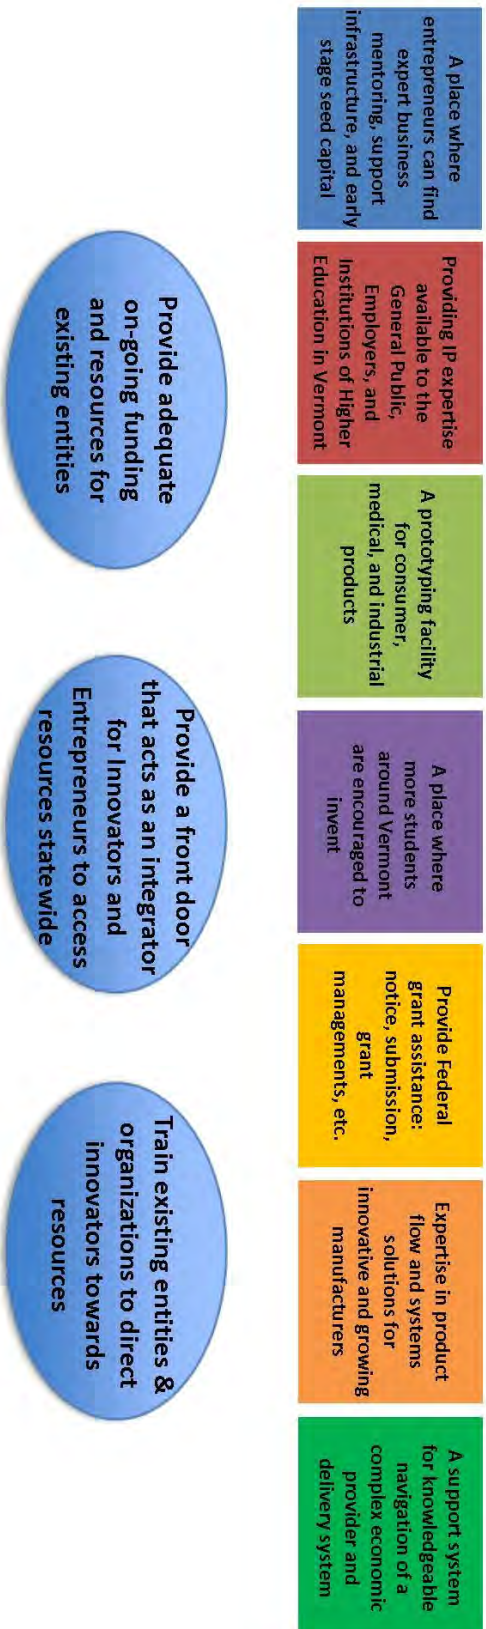 A place where
entrepreneurs can find
expert business
mentoring, support
infrastructure, and early
stage seed capital
Providing IP expertise
available to the
General Public,
Employers, and
Institutions of Higher
Education in Vermont
A prototyping facility
for consumer,
medical, and industrial
products
A place where
more students
around Vermont
are encouraged to
invent
Provide Federal
grant assistance:
notice, submission,
grant
managements, etc.
Expertise in product
flow and systems
solutions for
innovative and growing
manufacturers
A support system
for knowledgeable
navigation of a
complex economic
provider and
delivery system
Provide adequate
on-going funding
and resources for
existing entities
Provide a front door
that acts as an integrator
for Innovators and
Entrepreneurs to access
resources statewide
Train existing entities &
organizations to direct
innovators towards
resources